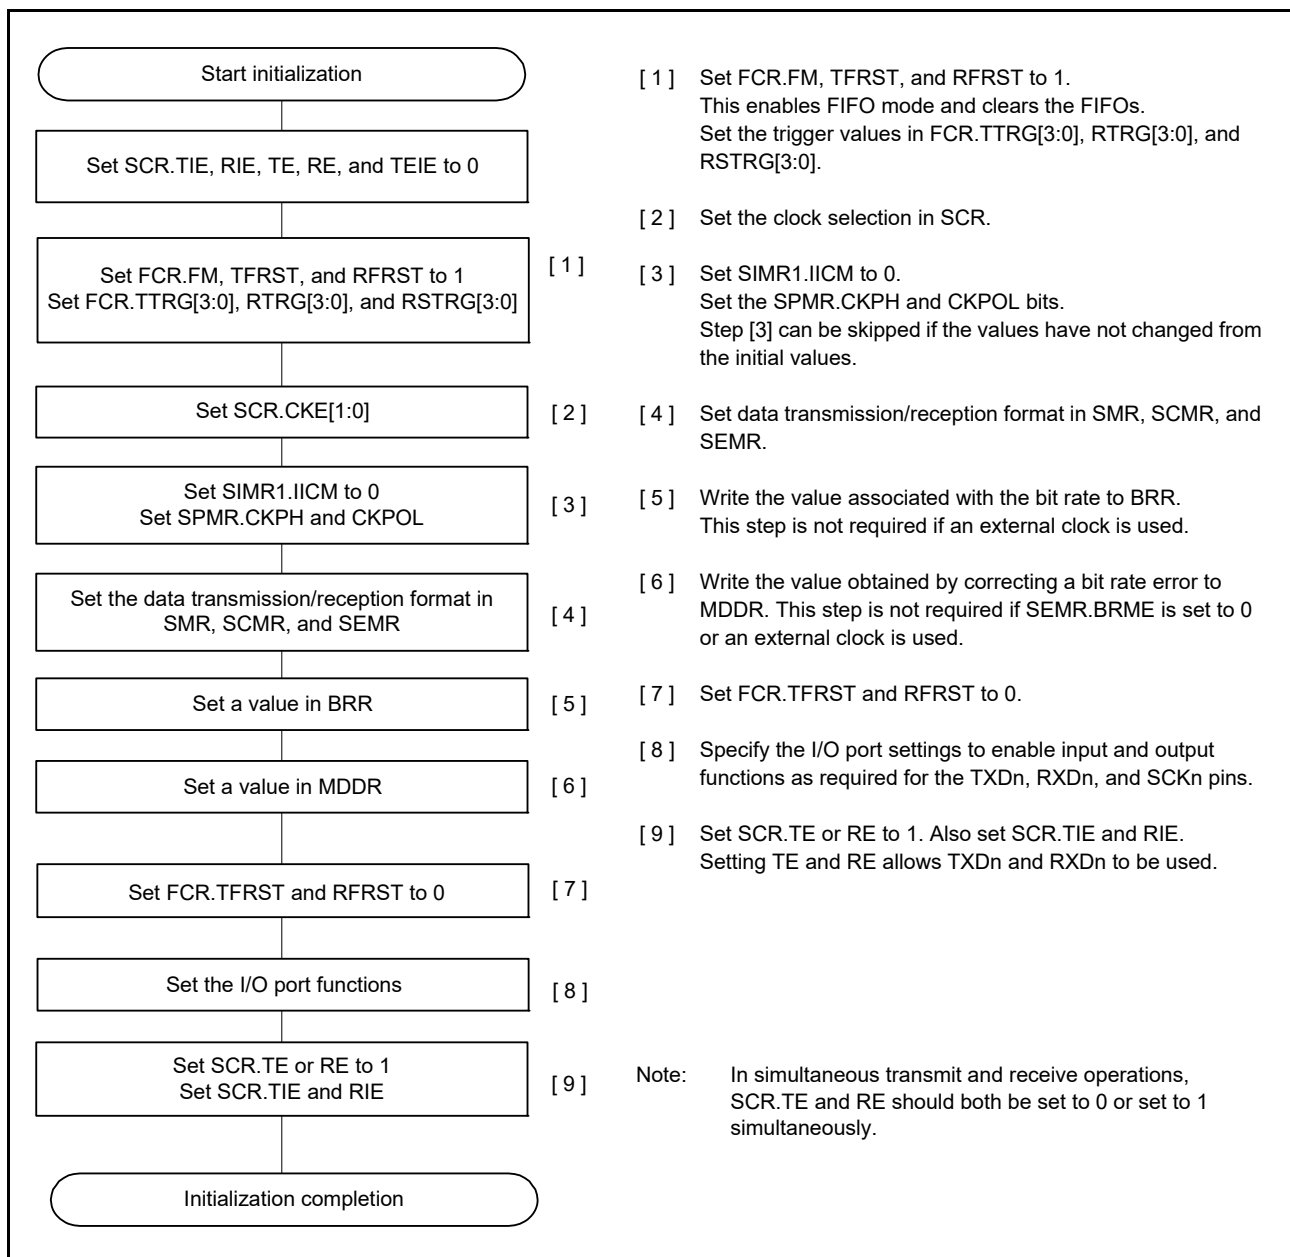 Start initialization
Set SCR.TIE, RIE, TE, RE, and TEIE to 0
Set FCR.FM, TFRST, and RFRST to 1
Set FCR.TTRG[3:0], RTRG[3:0], and RSTRG[3:0]
[ 1 ]
Set SCR.CKE[1:0]
[ 2 ]
Set SIMR1.IICM to 0
Set SPMR.CKPH and CKPOL
[ 3 ]
Set the data transmission/reception format in
SMR, SCMR, and SEMR
[ 4 ]
Set a value in BRR
[ 5 ]
Set a value in MDDR
[ 6 ]
Set FCR.TFRST and RFRST to 0
[ 7 ]
Set the I/O port functions
[ 8 ]
Set SCR.TE or RE to 1
Set SCR.TIE and RIE
[ 9 ]
Initialization completion
[ 1 ] Set FCR.FM, TFRST, and RFRST to 1.
This enables FIFO mode and clears the FIFOs.
Set the trigger values in FCR.TTRG[3:0], RTRG[3:0], and
RSTRG[3:0].
[ 2 ] Set the clock selection in SCR.
[ 3 ] Set SIMR1.IICM to 0.
Set the SPMR.CKPH and CKPOL bits.
Step [3] can be skipped if the values have not changed from
the initial values.
[ 4 ] Set data transmission/reception format in SMR, SCMR, and
SEMR.
[ 5 ] Write the value associated with the bit rate to BRR.
This step is not required if an external clock is used.
[ 6 ] Write the value obtained by correcting a bit rate error to
MDDR. This step is not required if SEMR.BRME is set to 0
or an external clock is used.
[ 7 ] Set FCR.TFRST and RFRST to 0.
[ 8 ] Specify the I/O port settings to enable input and output
functions as required for the TXDn, RXDn, and SCKn pins.
[ 9 ] Set SCR.TE or RE to 1. Also set SCR.TIE and RIE.
Setting TE and RE allows TXDn and RXDn to be used.
Note: In simultaneous transmit and receive operations,
SCR.TE and RE should both be set to 0 or set to 1
simultaneously.